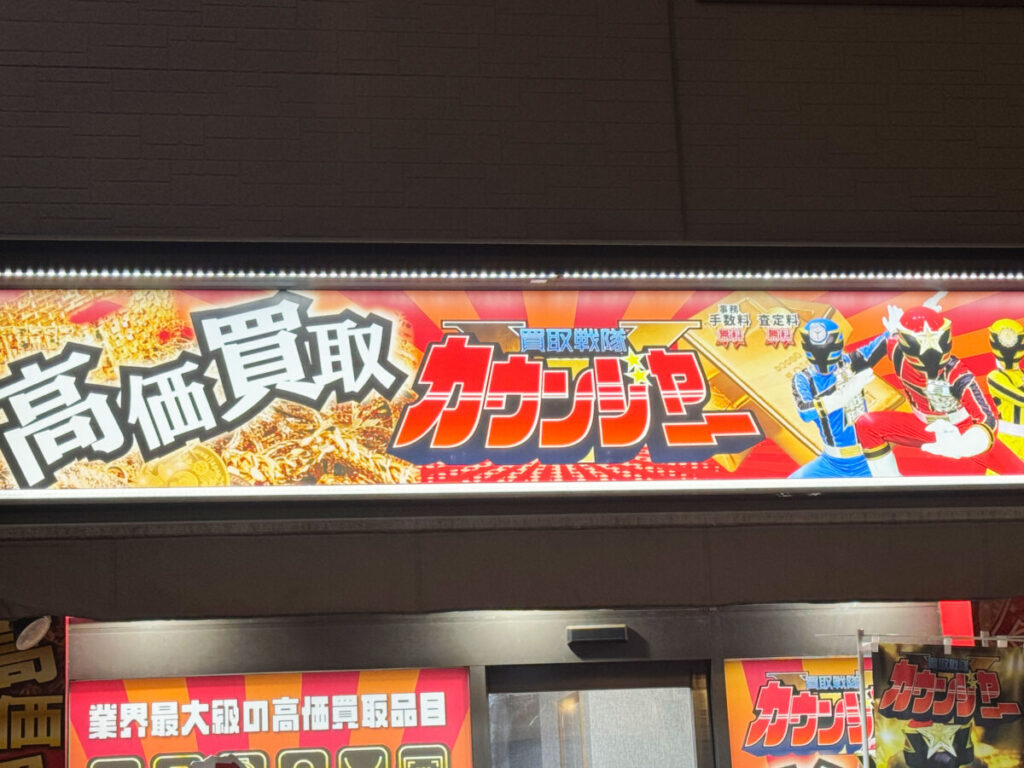 高価買取
買取戦隊
カウンジャー
事務
手数料
無料
査定料
無料
業界最大級の高価買取品目
買取戦隊
カウンジャー
買取戦隊
カウンジャー
高価